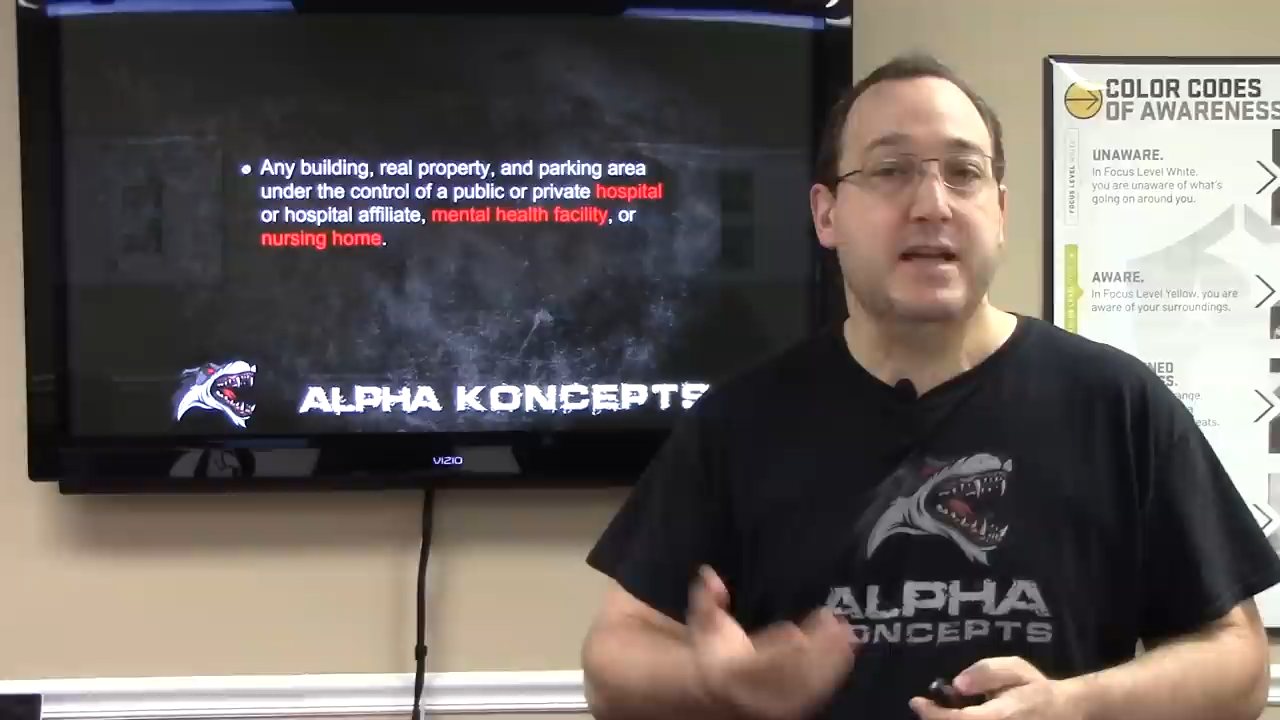 • Any building, real property, and parking area
under the control of a public or private hospital
or hospital affiliate, mental health facility, or
nursing home.
ALPHA KONCEPTS
VIZIO
COLOR CODES
OF AWARENESS
FOCUS LEVEL WHITE
UNAWARE.
In Focus Level White,
you are unaware of what's
going on around you.
AWARE.
In Focus Level Yellow, you are
aware of your surroundings.
ALPHA
KONCEPTS